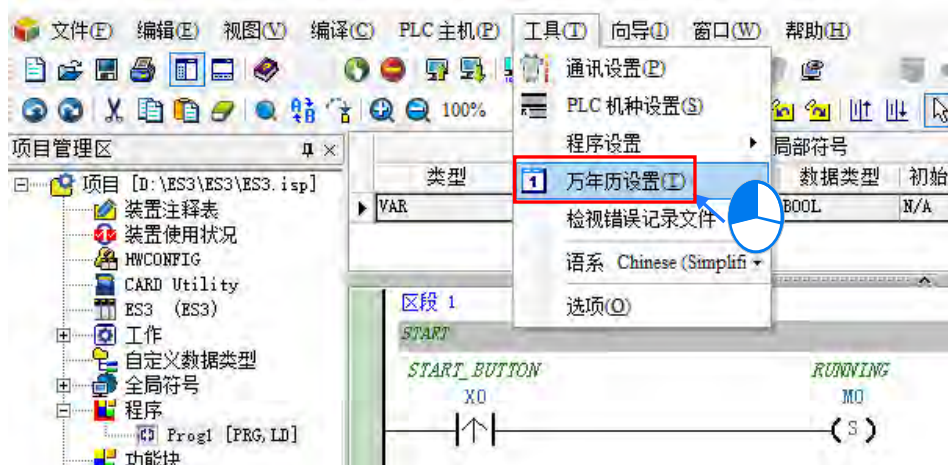 文件(F) 编辑(E) 视图(V) 编译(C) PLC 主机(P) 工具(T) 向导(I) 窗口(W) 帮助(H)
100%
项目管理区
项目 [D:\ES3\ES3\ES3.isp]
装置注释表
装置使用状况
HWCONFIG
CARD Utility
ES3 (ES3)
工作
自定义数据类型
全局符号
程序
Prog1 [PRG,LD]
功能块
通讯设置(P)
PLC 机种设置(S)
程序设置
万年历设置(T)
检视错误记录文件
语系 Chinese (Simplifi
选项(O)
局部符号
类型 数据类型 初始
VAR BOOL N/A
区段 1
START
START_BUTTON RUNNING
X0 M0
S